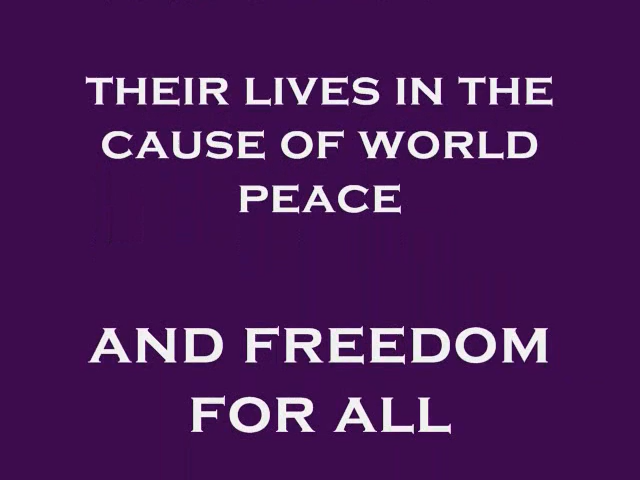 THEIR LIVES IN THE
CAUSE OF WORLD
PEACE
AND FREEDOM
FOR ALL